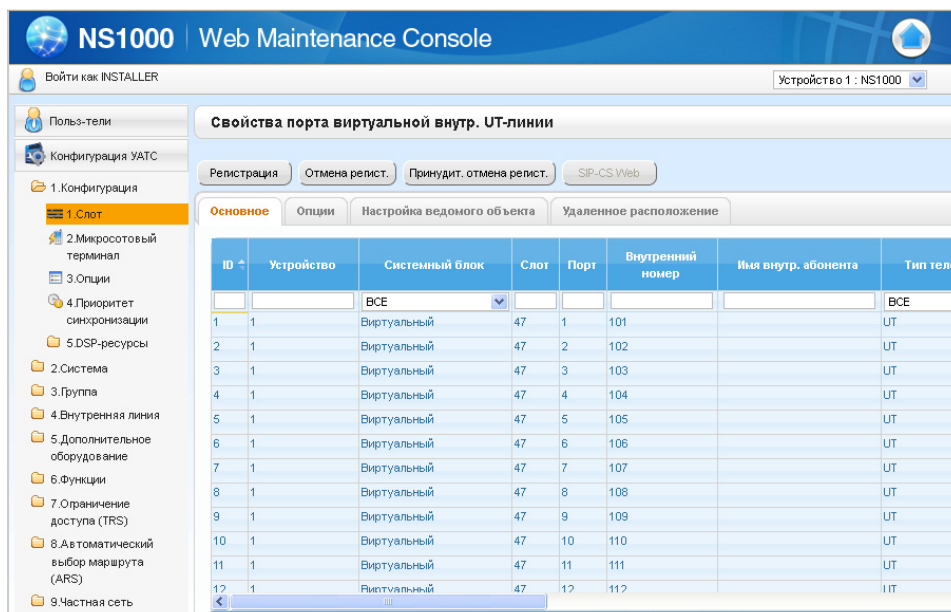 NS1000 Web Maintenance Console
Войти как INSTALLER
Устройство 1 : NS1000
Польз-тели
Конфигурация УАТС
1.Конфигурация
1.Слот
2.Микросотовый
терминал
3.Опции
4.Приоритет
синхронизации
5.DSP-ресурсы
2.Система
3.Группа
4.Внутренняя линия
5.Дополнительное
оборудование
6.Функции
7.Ограничение
доступа (TRS)
8.Автоматический
выбор маршрута
(ARS)
9.Частная сеть
Свойства порта виртуальной внутр. UT-линии
Регистрация Отмена регист. Принудит. отмена регист. SIP-CS Web
Основное Опции Настройка ведомого объекта Удаленное расположение
ID Устройство Системный блок Слот Порт Внутренний номер Имя внутр. абонента Тип тел
ВСЕ ВСЕ
1 1 Виртуальный 47 1 101 UT
2 1 Виртуальный 47 2 102 UT
3 1 Виртуальный 47 3 103 UT
4 1 Виртуальный 47 4 104 UT
5 1 Виртуальный 47 5 105 UT
6 1 Виртуальный 47 6 106 UT
7 1 Виртуальный 47 7 107 UT
8 1 Виртуальный 47 8 108 UT
9 1 Виртуальный 47 9 109 UT
10 1 Виртуальный 47 10 110 UT
11 1 Виртуальный 47 11 111 UT
12 1 Виртуальный 47 12 112 UT